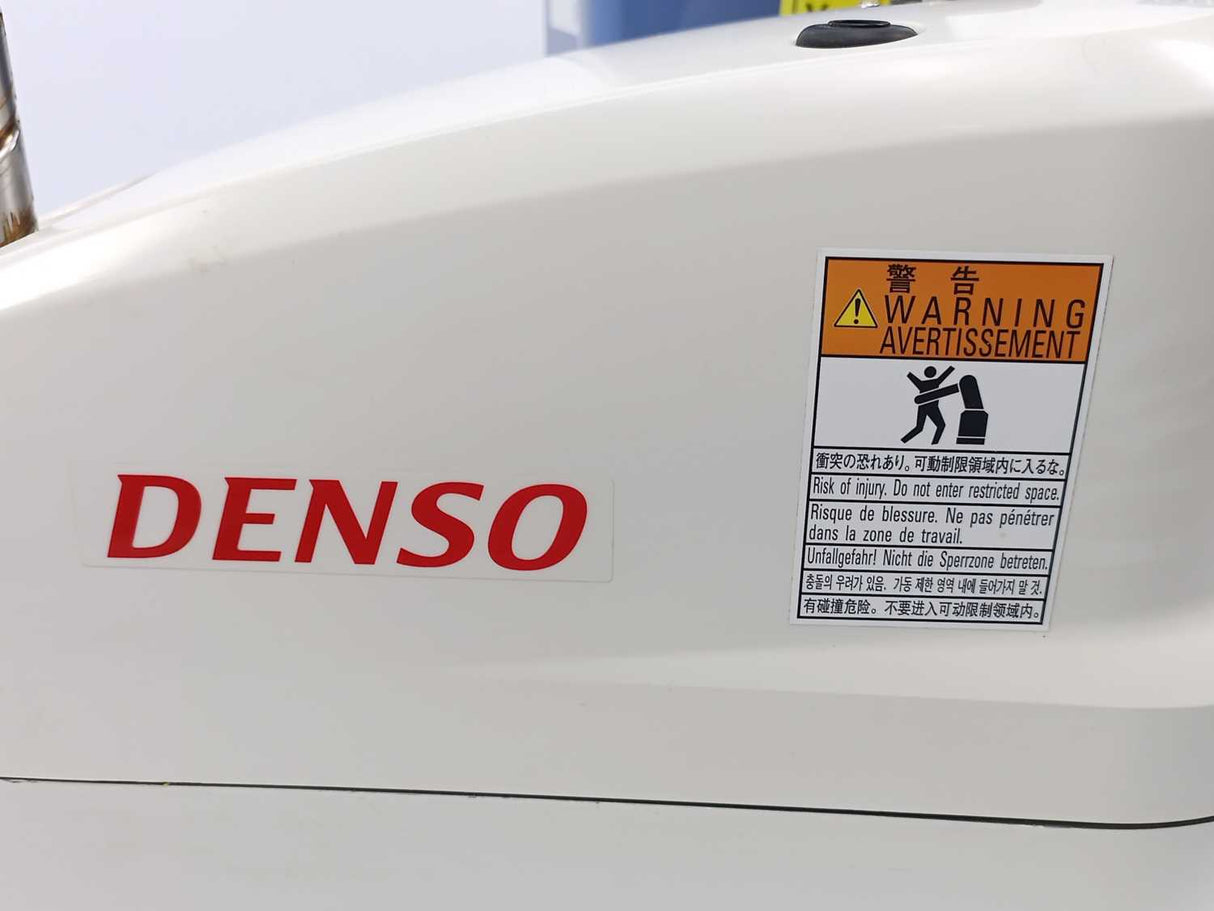 DENSO
警告
WARNING
AVERTISSEMENT
衝突の恐れあり。可動制限領域内に入るな。
Risk of injury. Do not enter restricted space.
Risque de blessure. Ne pas pénétrer
dans la zone de travail.
Unfallgefahr! Nicht die Sperrzone betreten.
충돌의 우려가 있음. 가동 제한 영역 내에 들어가지 말 것.
有碰撞危险。不要进入可动限制领域内。